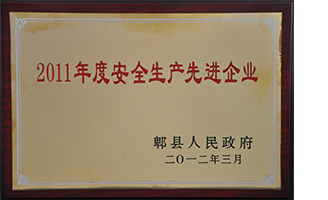 2011年度安全生产先进企业
郫县人民政府
二〇一二年三月